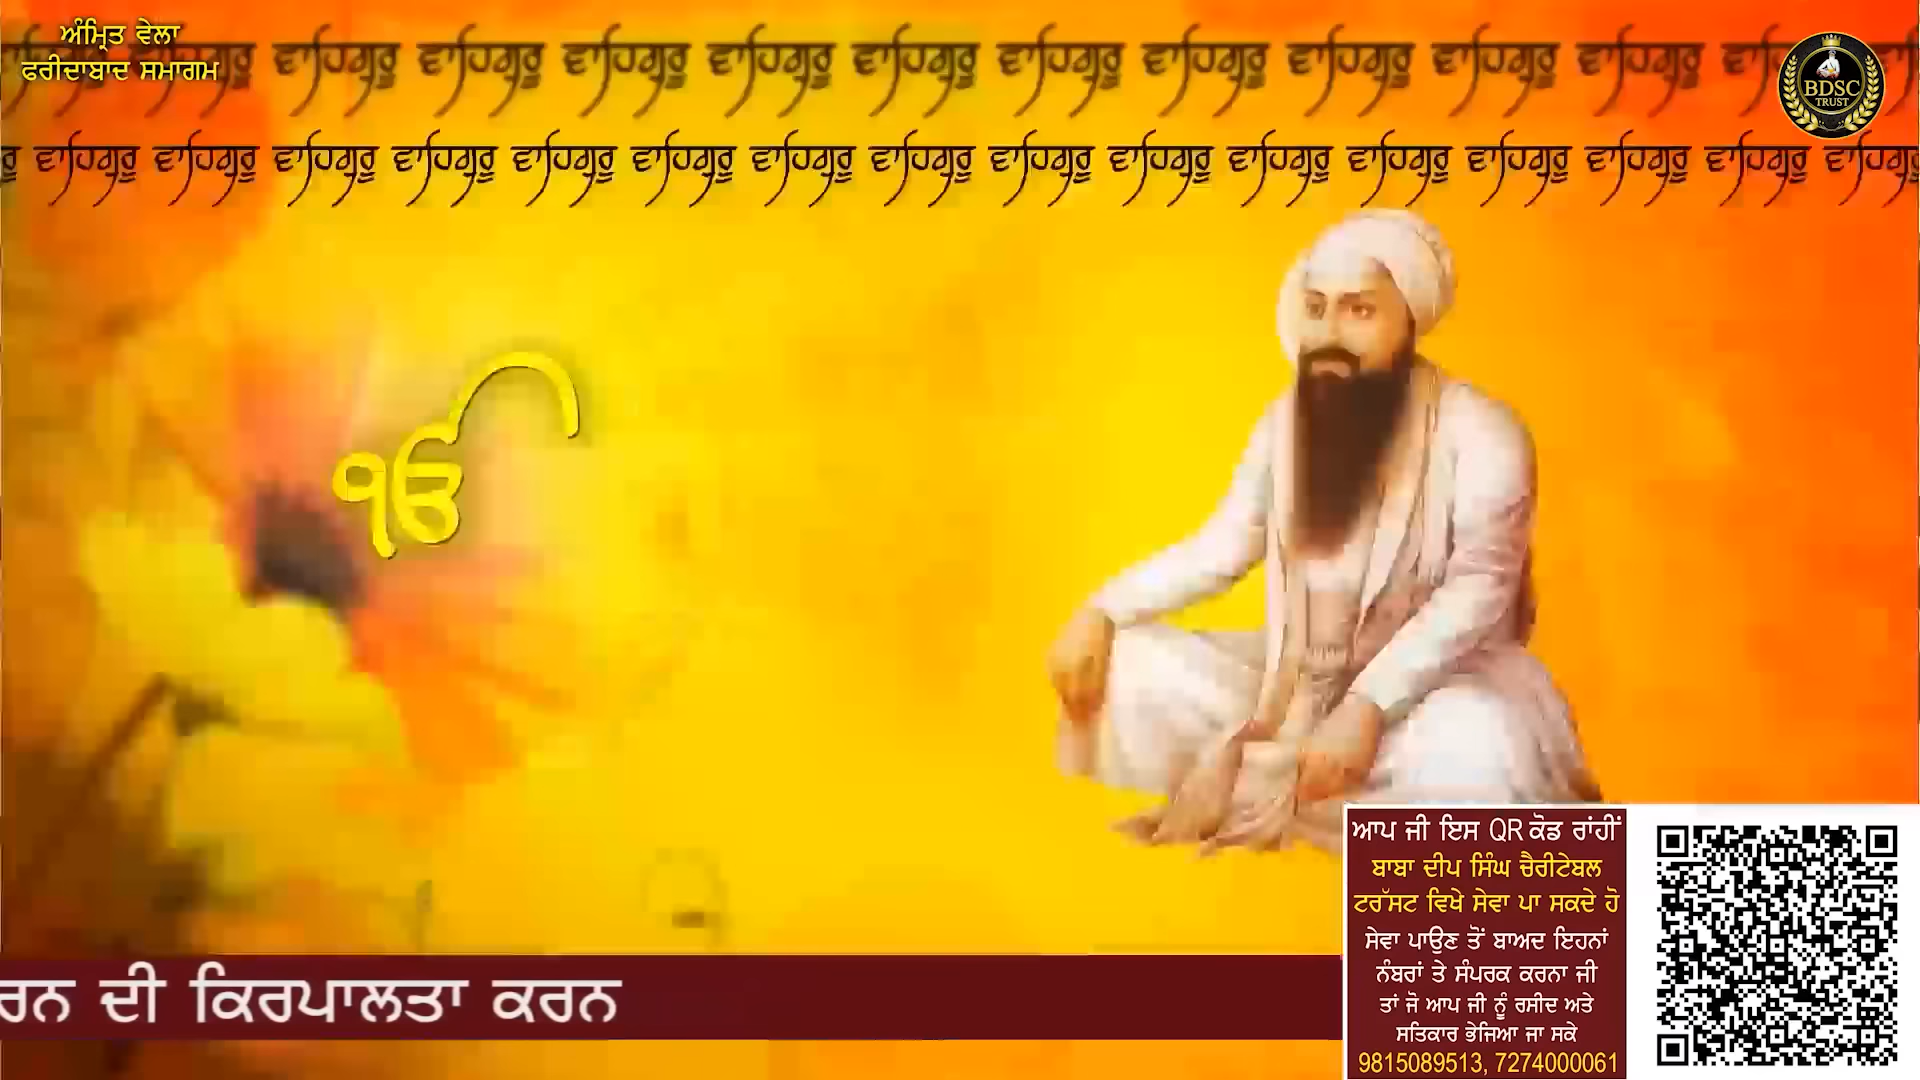 ਅੰਮ੍ਰਿਤ ਵੇਲਾ
ਫਰੀਦਾਬਾਦ ਸਮਾਗਮ
ਵਾਹਿਗੁਰੂ ਵਾਹਿਗੁਰੂ ਵਾਹਿਗੁਰੂ ਵਾਹਿਗੁਰੂ ਵਾਹਿਗੁਰੂ ਵਾਹਿਗੁਰੂ ਵਾਹਿਗੁਰੂ ਵਾਹਿਗੁਰੂ ਵਾਹਿਗੁਰੂ ਵਾਹਿਗੁਰੂ
BDSC
TRUST
ਵਾਹਿਗੁਰੂ ਵਾਹਿਗੁਰੂ ਵਾਹਿਗੁਰੂ ਵਾਹਿਗੁਰੂ ਵਾਹਿਗੁਰੂ ਵਾਹਿਗੁਰੂ ਵਾਹਿਗੁਰੂ ਵਾਹਿਗੁਰੂ ਵਾਹਿਗੁਰੂ ਵਾਹਿਗੁਰੂ ਵਾਹਿਗੁਰੂ ਵਾਹਿਗੁਰੂ ਵਾਹਿਗੁਰੂ ਵਾਹਿਗੁਰੂ ਵਾਹਿਗੁਰੂ ਵਾਹਿਗੁਰੂ
ੴ
ਆਪ ਜੀ ਇਸ QR ਕੋਡ ਰਾਂਹੀਂ
ਬਾਬਾ ਦੀਪ ਸਿੰਘ ਚੈਰੀਟੇਬਲ
ਟਰੱਸਟ ਵਿਖੇ ਸੇਵਾ ਪਾ ਸਕਦੇ ਹੋ
ਸੇਵਾ ਪਾਉਣ ਤੋਂ ਬਾਅਦ ਇਹਨਾਂ
ਨੰਬਰਾਂ ਤੇ ਸੰਪਰਕ ਕਰਨਾ ਜੀ
ਤਾਂ ਜੋ ਆਪ ਜੀ ਨੂੰ ਰਸੀਦ ਅਤੇ
ਸਤਿਕਾਰ ਭੇਜਿਆ ਜਾ ਸਕੇ
9815089513, 7274000061
ਰਨ ਦੀ ਕਿਰਪਾਲਤਾ ਕਰਨ